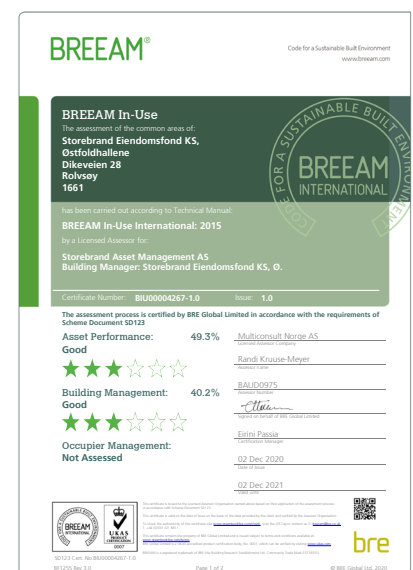 BREEAM®
Code for a Sustainable Built Environment
www.breeam.com
BREEAM In-Use
The assessment of the common areas of:
Storebrand Eiendomsfond KS,
Østfoldhallene
Dikeveien 28
Rolvsøy
1661
CODE FOR A SUSTAINABLE BUILT ENVIRONMENT
BREEAM
INTERNATIONAL
has been carried out according to Technical Manual:
BREEAM In-Use International: 2015
by a Licensed Assessor for:
Storebrand Asset Management AS
Building Manager: Storebrand Eiendomsfond KS, Ø.
Certificate Number: BIU00004267-1.0 Issue: 1.0
The assessment process is certified by BRE Global Limited in accordance with the requirements of
Scheme Document SD123
Asset Performance: 49.3%
Good
Building Management: 40.2%
Good
Occupier Management:
Not Assessed
Multiconsult Norge AS
Licensed Assessor Company
Randi Kruuse-Meyer
Assessor Name
BAUD0975
Assessor Number
Signed on behalf of BRE Global Limited
Eirini Passia
Certification Manager
02 Dec 2020
Date of Issue
02 Dec 2021
Valid until
BREEAM
INTERNATIONAL
UKAS
PRODUCT
CERTIFICATION
0007
bre
SD123 Cert. No.BIU00004267-1.0
BF1255 Rev 3.0 Page 1 of 2 © BRE Global Ltd, 2020